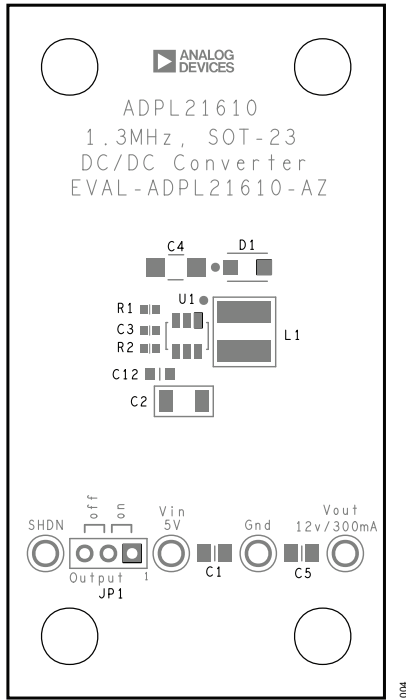 ANALOG
DEVICES
ADPL21610
1.3MHz, SOT-23
DC/DC Converter
EVAL-ADPL21610-AZ
C4
D1
U1
R1
C3
R2
L1
C12
C2
off
on
SHDN
Vin
5V
Gnd
Vout
12v/300mA
Output
1
JP1
C1
C5
004